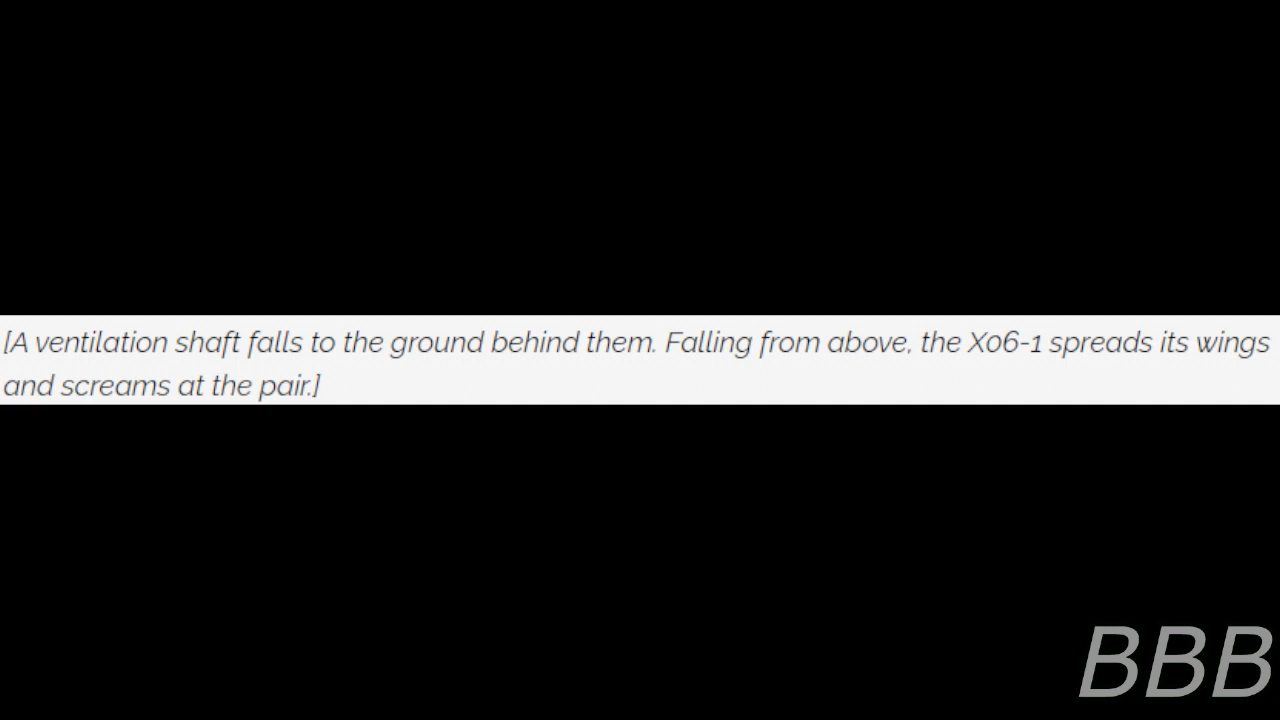 [A ventilation shaft falls to the ground behind them. Falling from above, the X06-1 spreads its wings
and screams at the pair.]
BBB